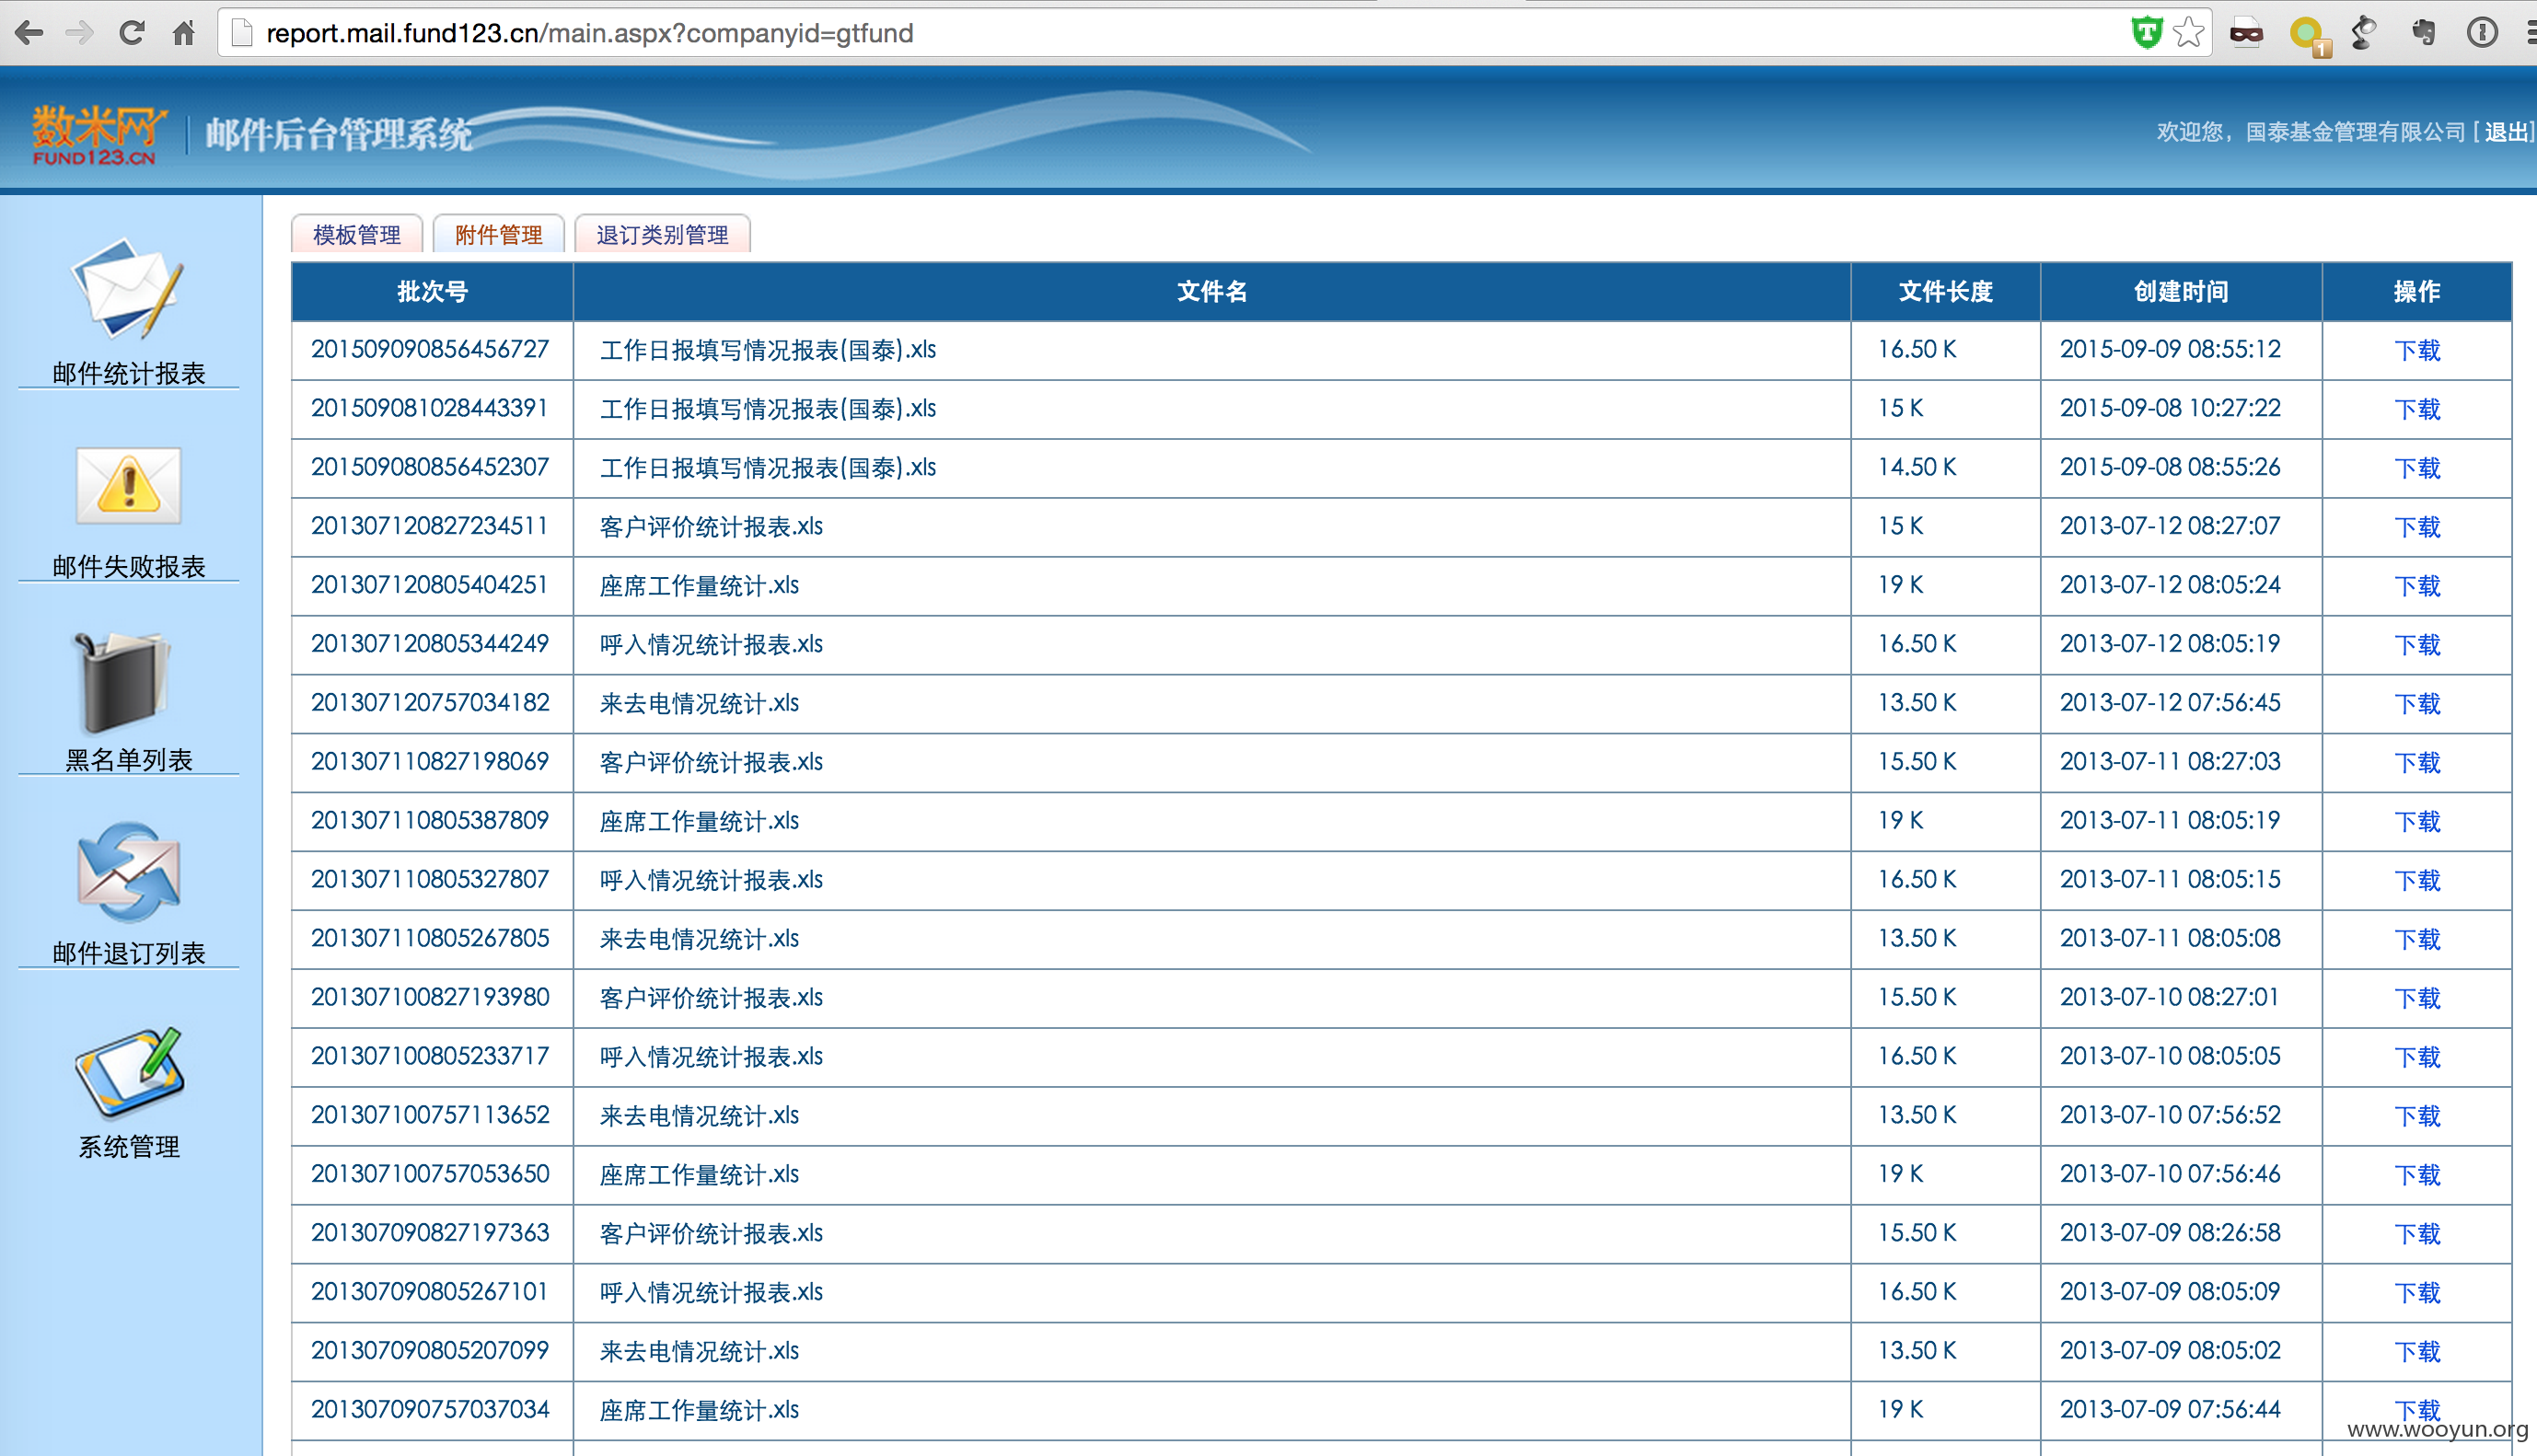 report.mail.fund123.cn/main.aspx?companyid=gtfund
1
数米网
FUND123.CN
邮件后台管理系统
欢迎您，国泰基金管理有限公司 [ 退出]
邮件统计报表
邮件失败报表
黑名单列表
邮件退订列表
系统管理
模板管理 附件管理 退订类别管理
批次号 文件名 文件长度 创建时间 操作
201509090856456727 工作日报填写情况报表(国泰).xls 16.50 K 2015-09-09 08:55:12 下载
201509081028443391 工作日报填写情况报表(国泰).xls 15 K 2015-09-08 10:27:22 下载
201509080856452307 工作日报填写情况报表(国泰).xls 14.50 K 2015-09-08 08:55:26 下载
201307120827234511 客户评价统计报表.xls 15 K 2013-07-12 08:27:07 下载
201307120805404251 座席工作量统计.xls 19 K 2013-07-12 08:05:24 下载
201307120805344249 呼入情况统计报表.xls 16.50 K 2013-07-12 08:05:19 下载
201307120757034182 来去电情况统计.xls 13.50 K 2013-07-12 07:56:45 下载
201307110827198069 客户评价统计报表.xls 15.50 K 2013-07-11 08:27:03 下载
201307110805387809 座席工作量统计.xls 19 K 2013-07-11 08:05:19 下载
201307110805327807 呼入情况统计报表.xls 16.50 K 2013-07-11 08:05:15 下载
201307110805267805 来去电情况统计.xls 13.50 K 2013-07-11 08:05:08 下载
201307100827193980 客户评价统计报表.xls 15.50 K 2013-07-10 08:27:01 下载
201307100805233717 呼入情况统计报表.xls 16.50 K 2013-07-10 08:05:05 下载
201307100757113652 来去电情况统计.xls 13.50 K 2013-07-10 07:56:52 下载
201307100757053650 座席工作量统计.xls 19 K 2013-07-10 07:56:46 下载
201307090827197363 客户评价统计报表.xls 15.50 K 2013-07-09 08:26:58 下载
201307090805267101 呼入情况统计报表.xls 16.50 K 2013-07-09 08:05:09 下载
201307090805207099 来去电情况统计.xls 13.50 K 2013-07-09 08:05:02 下载
201307090757037034 座席工作量统计.xls 19 K 2013-07-09 07:56:44 下载
www.wooyun.org